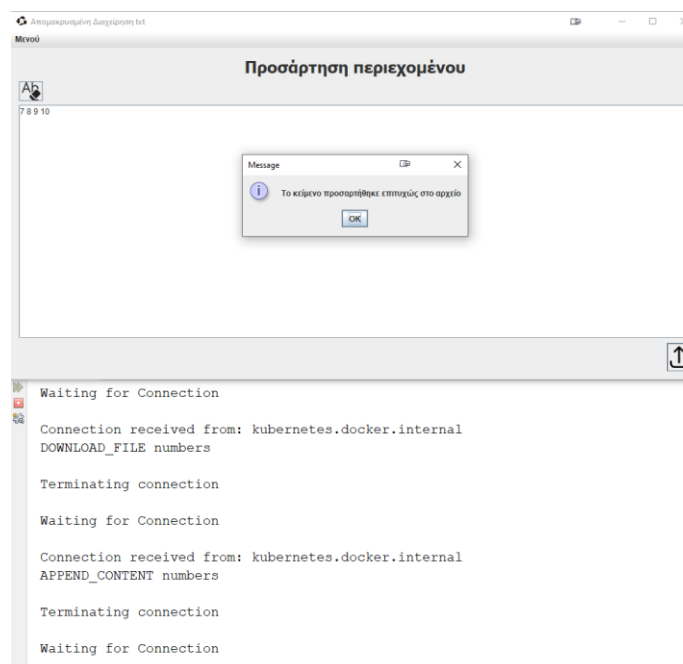 Απομακρυσμένη Διαχείρηση txt
Μενού
Προσάρτηση περιεχομένου
Ab
7 8 9 10
Message
Το κείμενο προσαρτήθηκε επιτυχώς στο αρχείο
OK
Waiting for Connection
Connection received from: kubernetes.docker.internal
DOWNLOAD_FILE numbers
Terminating connection
Waiting for Connection
Connection received from: kubernetes.docker.internal
APPEND_CONTENT numbers
Terminating connection
Waiting for Connection